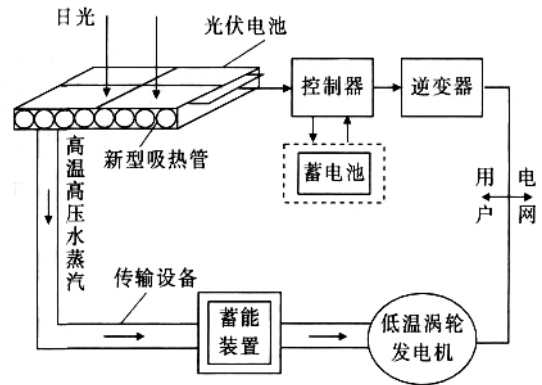 日光
光伏电池
控制器
逆变器
新型吸热管
高温高压水蒸汽
蓄电池
用户
电网
传输设备
蓄能
装置
低温涡轮
发电机